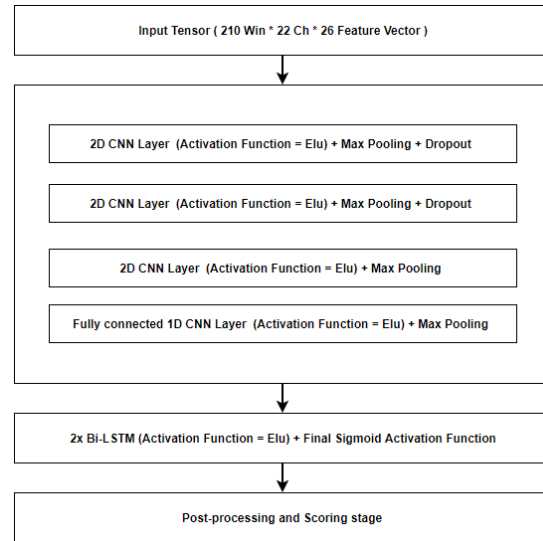 Input Tensor ( 210 Win * 22 Ch * 26 Feature Vector )
2D CNN Layer (Activation Function = Elu) + Max Pooling + Dropout
2D CNN Layer (Activation Function = Elu) + Max Pooling + Dropout
2D CNN Layer (Activation Function = Elu) + Max Pooling
Fully connected 1D CNN Layer (Activation Function = Elu) + Max Pooling
2x Bi-LSTM (Activation Function = Elu) + Final Sigmoid Activation Function
Post-processing and Scoring stage